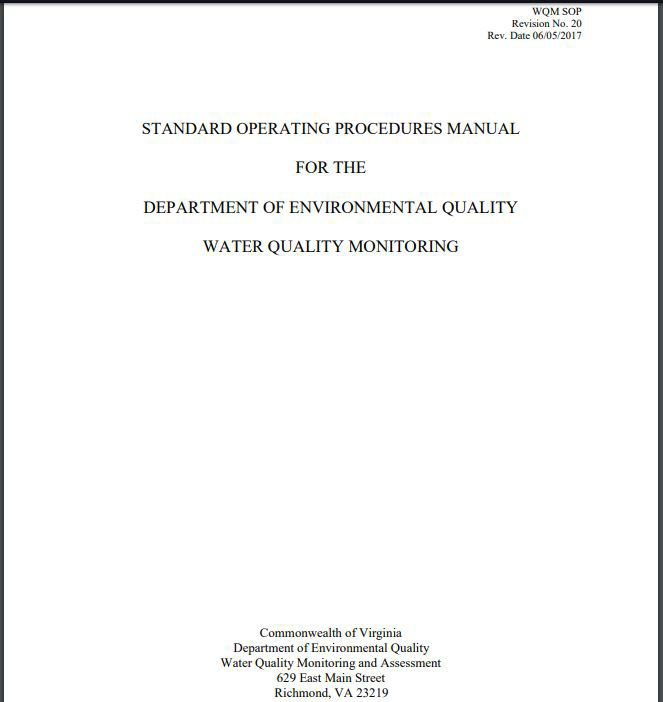 WQM SOP
Revision No. 20
Rev. Date 06/05/2017
STANDARD OPERATING PROCEDURES MANUAL
FOR THE
DEPARTMENT OF ENVIRONMENTAL QUALITY
WATER QUALITY MONITORING
Commonwealth of Virginia
Department of Environmental Quality
Water Quality Monitoring and Assessment
629 East Main Street
Richmond, VA 23219